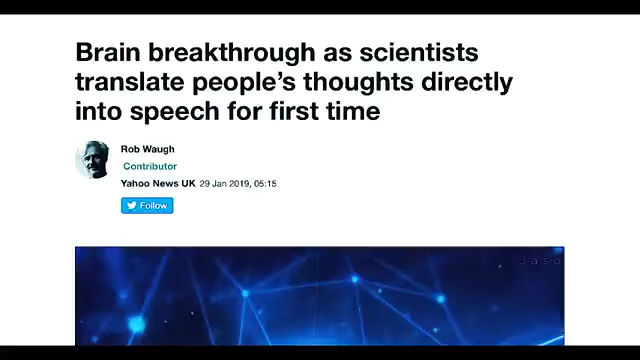 Brain breakthrough as scientists
translate people’s thoughts directly
into speech for first time
Rob Waugh
Contributor
Yahoo News UK 29 Jan 2019, 05:15
Follow
Jaso